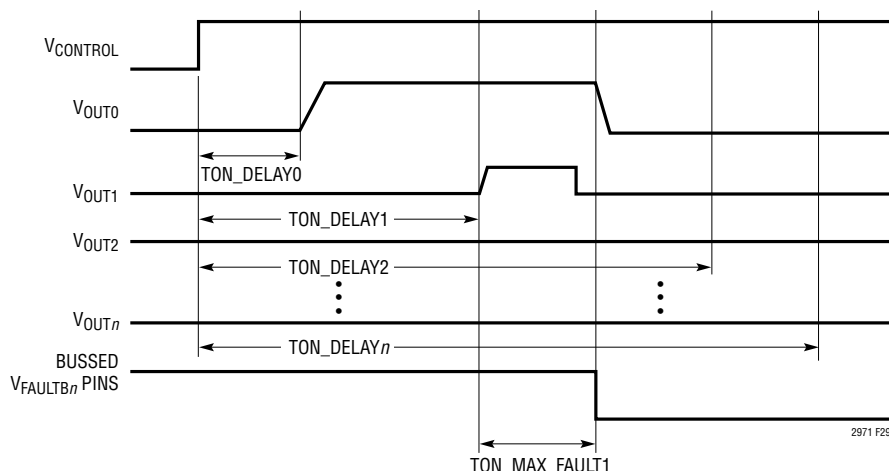 VCONTROL
VOUT0
TON_DELAY0
VOUT1
TON_DELAY1
VOUT2
TON_DELAY2
VOUTn
TON_DELAYn
BUSSED
VFAULTBn PINS
2971 F29
TON_MAX_FAULT1